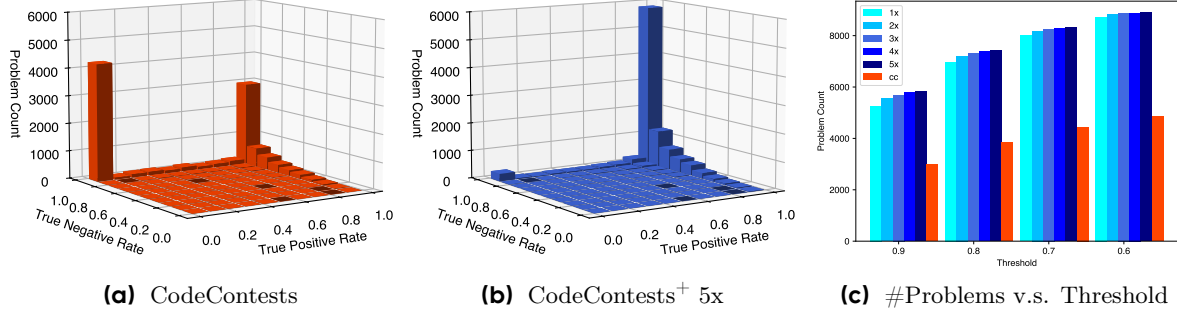 6000
5000
4000
3000
2000
1000
0
Problem Count
1.0
0.8
0.6
0.4
0.2
0.0
True Negative Rate
0.0
0.2
0.4
0.6
0.8
1.0
True Positive Rate
(a) CodeContests
6000
5000
4000
3000
2000
1000
0
Problem Count
1.0
0.8
0.6
0.4
0.2
0.0
True Negative Rate
0.0
0.2
0.4
0.6
0.8
1.0
True Positive Rate
(b) CodeContests+ 5x
1x
2x
3x
4x
5x
cc
8000
6000
4000
2000
0
Problem Count
0.9
0.8
0.7
0.6
Threshold
(c) #Problems v.s. Threshold